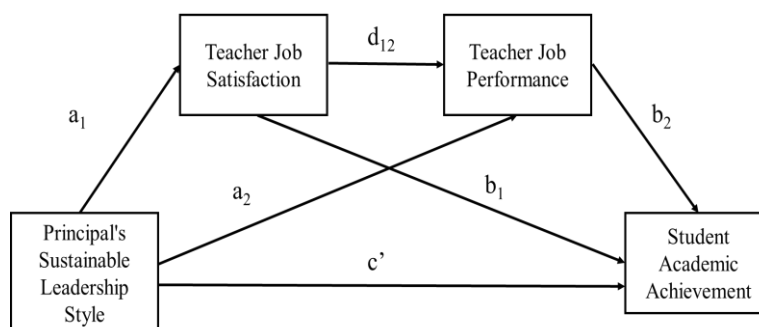 Teacher Job
Satisfaction
d₁₂
Teacher Job
Performance
a₁
a₂
b₁
b₂
Principal's
Sustainable
Leadership
Style
c’
Student
Academic
Achievement